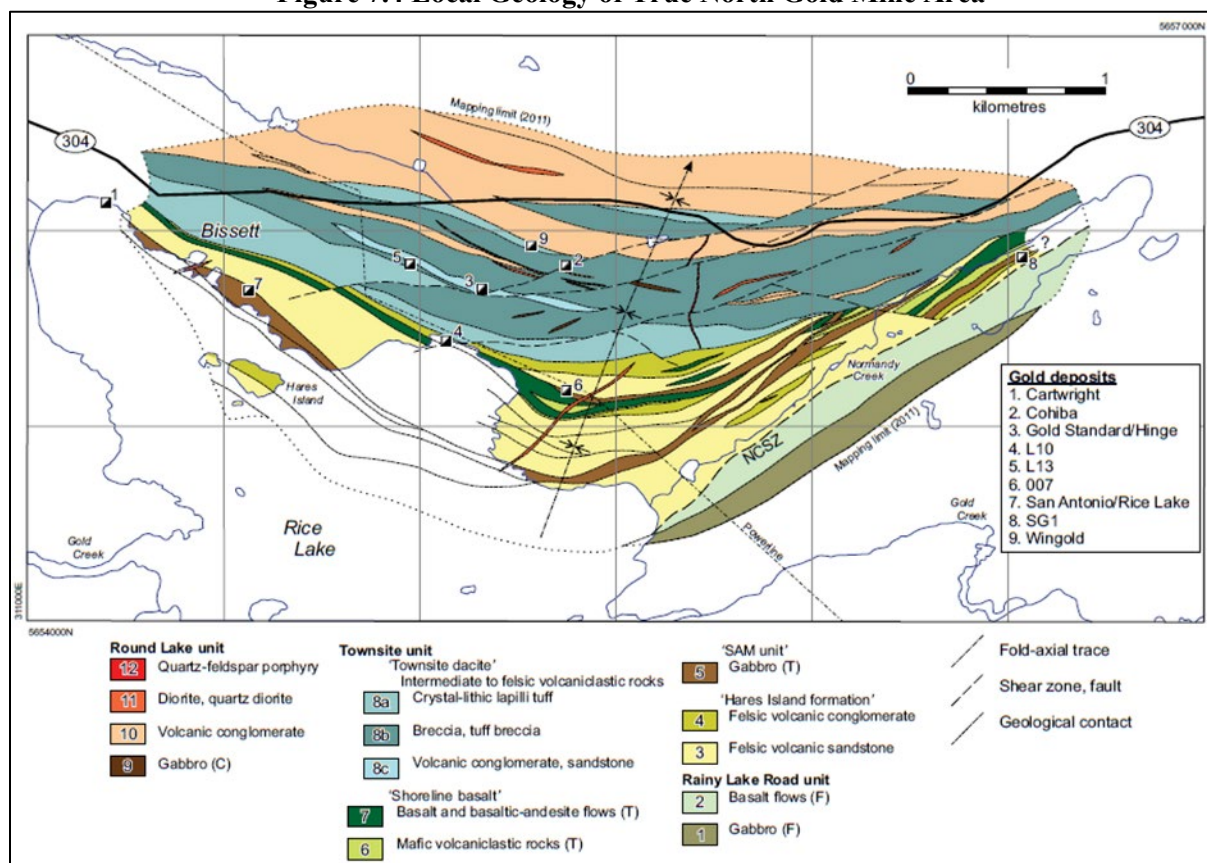 Figure 7.4 Local Geology of True North Gold Mine Area
5657000N
0 1
kilometres
Mapping limit (2011)
304
304
1
Bissett
9
2
5
3
7
4
6
?
8
Hares
Island
Normandy
Creek
NCSZ
Mapping limit (2011)
Rice
Lake
Gold
Creek
Powerline
Gold
Creek
Gold deposits
1. Cartwright
2. Cohiba
3. Gold Standard/Hinge
4. L10
5. L13
6. 007
7. San Antonio/Rice Lake
8. SG1
9. Wingold
311000E
5654000N
Round Lake unit
12 Quartz-feldspar porphyry
11 Diorite, quartz diorite
10 Volcanic conglomerate
9 Gabbro (C)
Townsite unit
'Townsite dacite'
Intermediate to felsic volcaniclastic rocks
8a Crystal-lithic lapilli tuff
8b Breccia, tuff breccia
8c Volcanic conglomerate, sandstone
'Shoreline basalt'
7 Basalt and basaltic-andesite flows (T)
6 Mafic volcaniclastic rocks (T)
'SAM unit'
5 Gabbro (T)
'Hares Island formation'
4 Felsic volcanic conglomerate
3 Felsic volcanic sandstone
Rainy Lake Road unit
2 Basalt flows (F)
1 Gabbro (F)
Fold-axial trace
Shear zone, fault
Geological contact